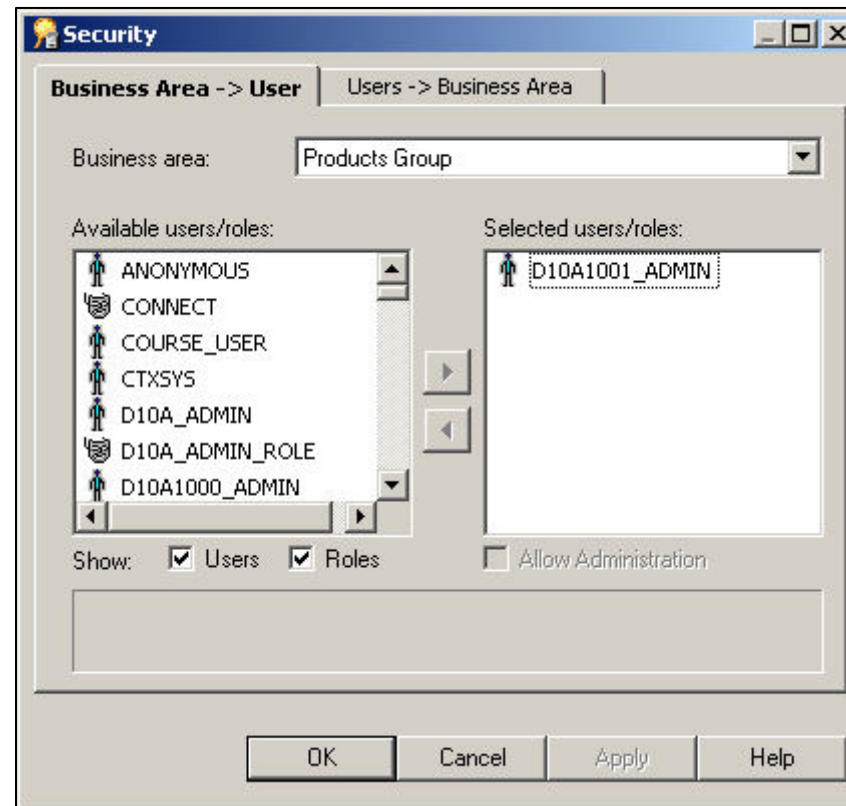 Security
Business Area -> User
Users -> Business Area
Business area:
Products Group
Available users/roles:
Selected users/roles:
ANONYMOUS
CONNECT
COURSE_USER
CTXSYS
D10A_ADMIN
D10A_ADMIN_ROLE
D10A1000_ADMIN
D10A1001_ADMIN
Show:
Users
Roles
Allow Administration
OK
Cancel
Apply
Help